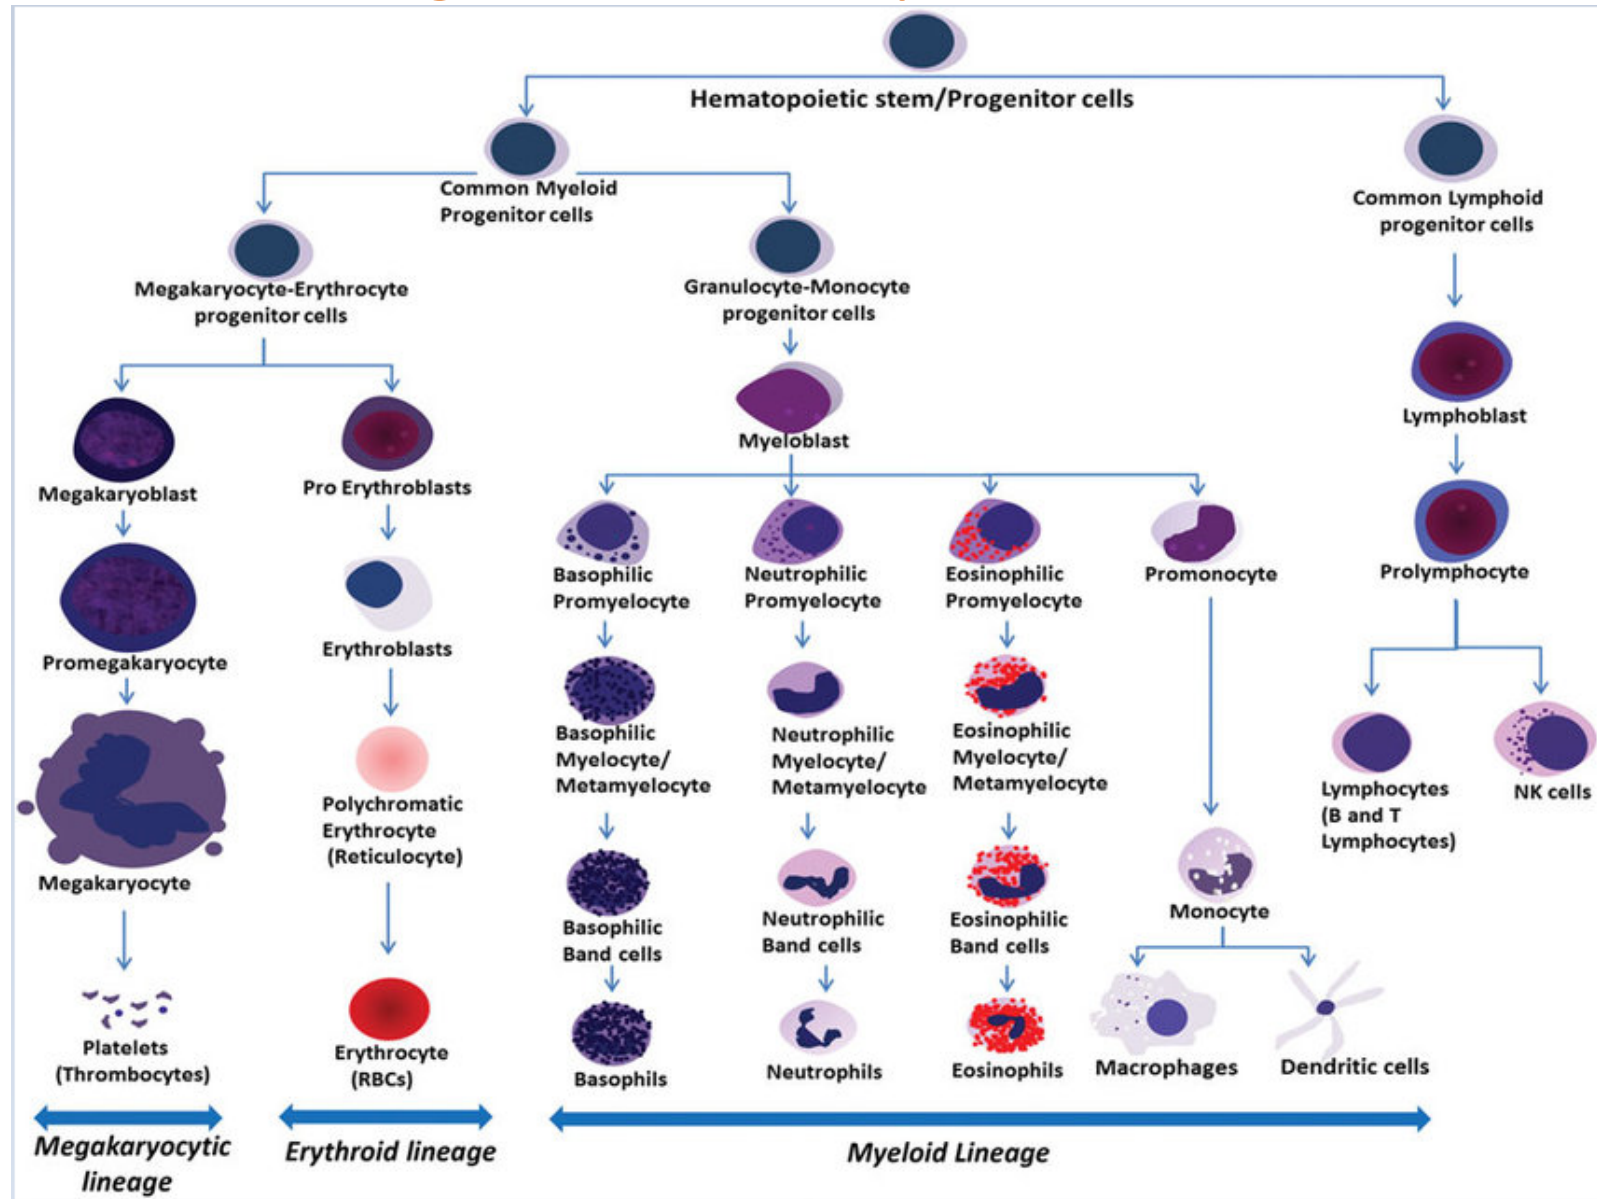 Hematopoietic stem/Progenitor cells
Common Myeloid
Progenitor cells
Common Lymphoid
progenitor cells
Megakaryocyte-Erythrocyte
progenitor cells
Granulocyte-Monocyte
progenitor cells
Megakaryoblast
Pro Erythroblasts
Myeloblast
Lymphoblast
Promegakaryocyte
Erythroblasts
Basophilic
Promyelocyte
Neutrophilic
Promyelocyte
Eosinophilic
Promyelocyte
Promonocyte
Prolymphocyte
Megakaryocyte
Polychromatic
Erythrocyte
(Reticulocyte)
Basophilic
Myelocyte/
Metamyelocyte
Neutrophilic
Myelocyte/
Metamyelocyte
Eosinophilic
Myelocyte/
Metamyelocyte
Lymphocytes
(B and T
Lymphocytes)
NK cells
Basophilic
Band cells
Neutrophilic
Band cells
Eosinophilic
Band cells
Monocyte
Platelets
(Thrombocytes)
Erythrocyte
(RBCs)
Basophils
Neutrophils
Eosinophils
Macrophages
Dendritic cells
Megakaryocytic
lineage
Erythroid lineage
Myeloid Lineage